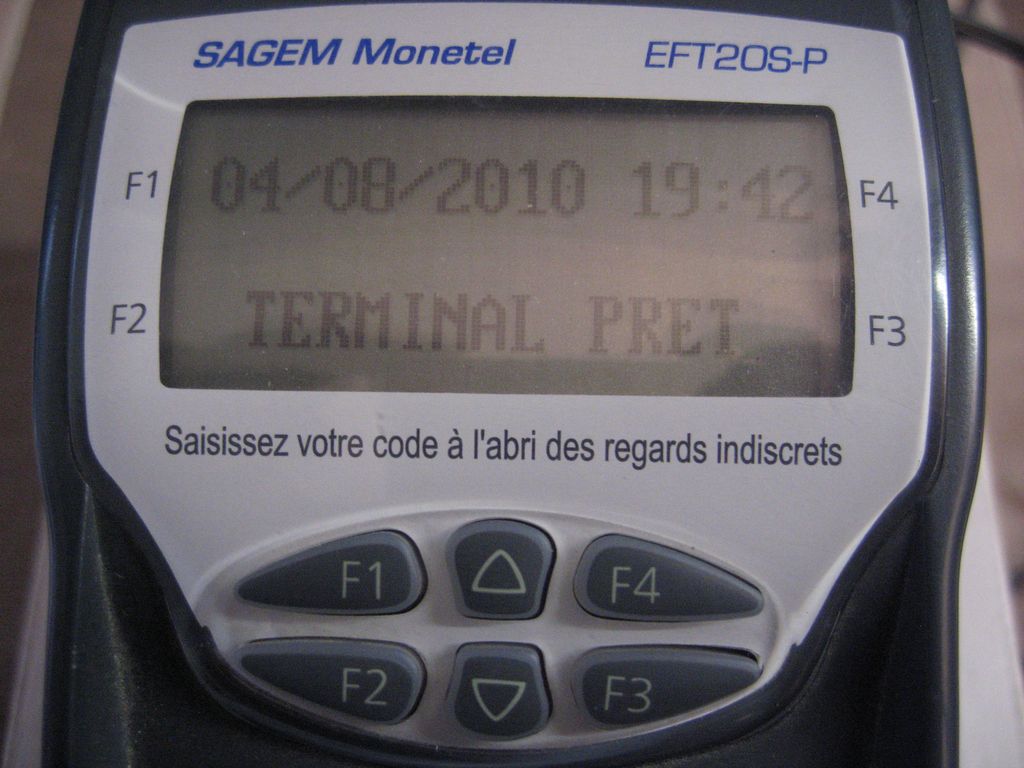 SAGEM Monetel EFT20S-P
F1 04/08/2010 19:42 F4
F2 TERMINAL PRET F3
Saisissez votre code à l'abri des regards indiscrets
F1 F4
F2 F3